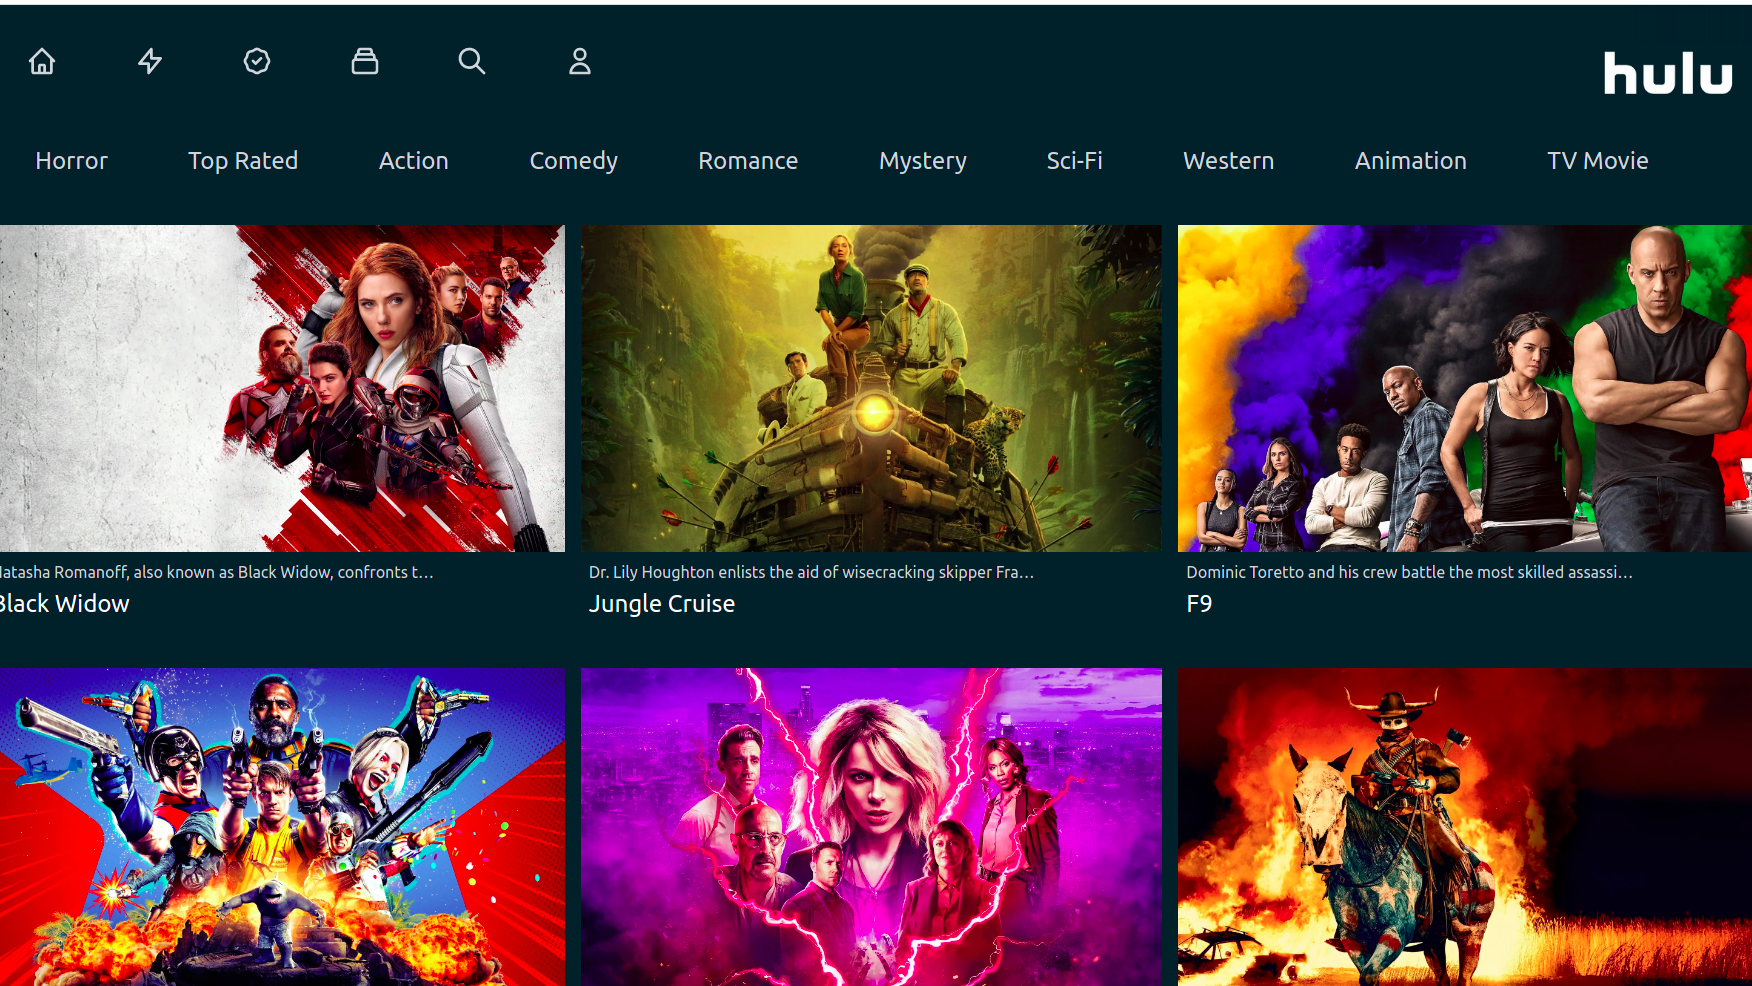 hulu
Horror Top Rated Action Comedy Romance Mystery Sci-Fi Western Animation TV Movie
Natasha Romanoff, also known as Black Widow, confronts t...
Black Widow
Dr. Lily Houghton enlists the aid of wisecracking skipper Fra...
Jungle Cruise
Dominic Toretto and his crew battle the most skilled assassi...
F9